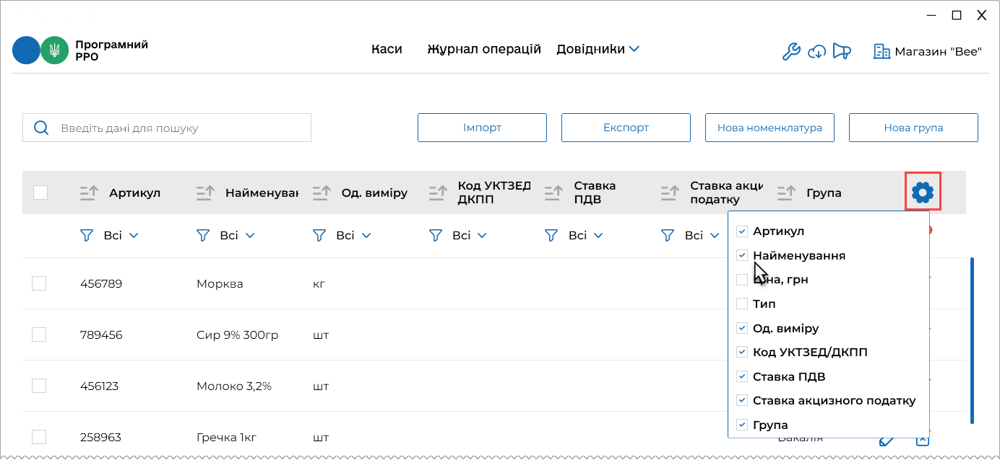 Програмний
РРО
Каси
Журнал операцій
Довідники
Магазин "Bee"
Введіть дані для пошуку
Імпорт
Експорт
Нова номенклатура
Нова група
Артикул
Найменуван
Од. виміру
Код УКТЗЕД
ДКПП
Ставка
ПДВ
Ставка акци
податку
Група
Всі
Всі
Всі
Всі
Всі
Всі
Артикул
Найменування
на, грн
Тип
Од. виміру
Код УКТЗЕД/ДКПП
Ставка ПДВ
Ставка акцизного податку
Група
456789
Морква
кг
789456
Сир 9% 300гр
шт
456123
Молоко 3,2%
шт
258963
Гречка 1кг
шт
Бакалія